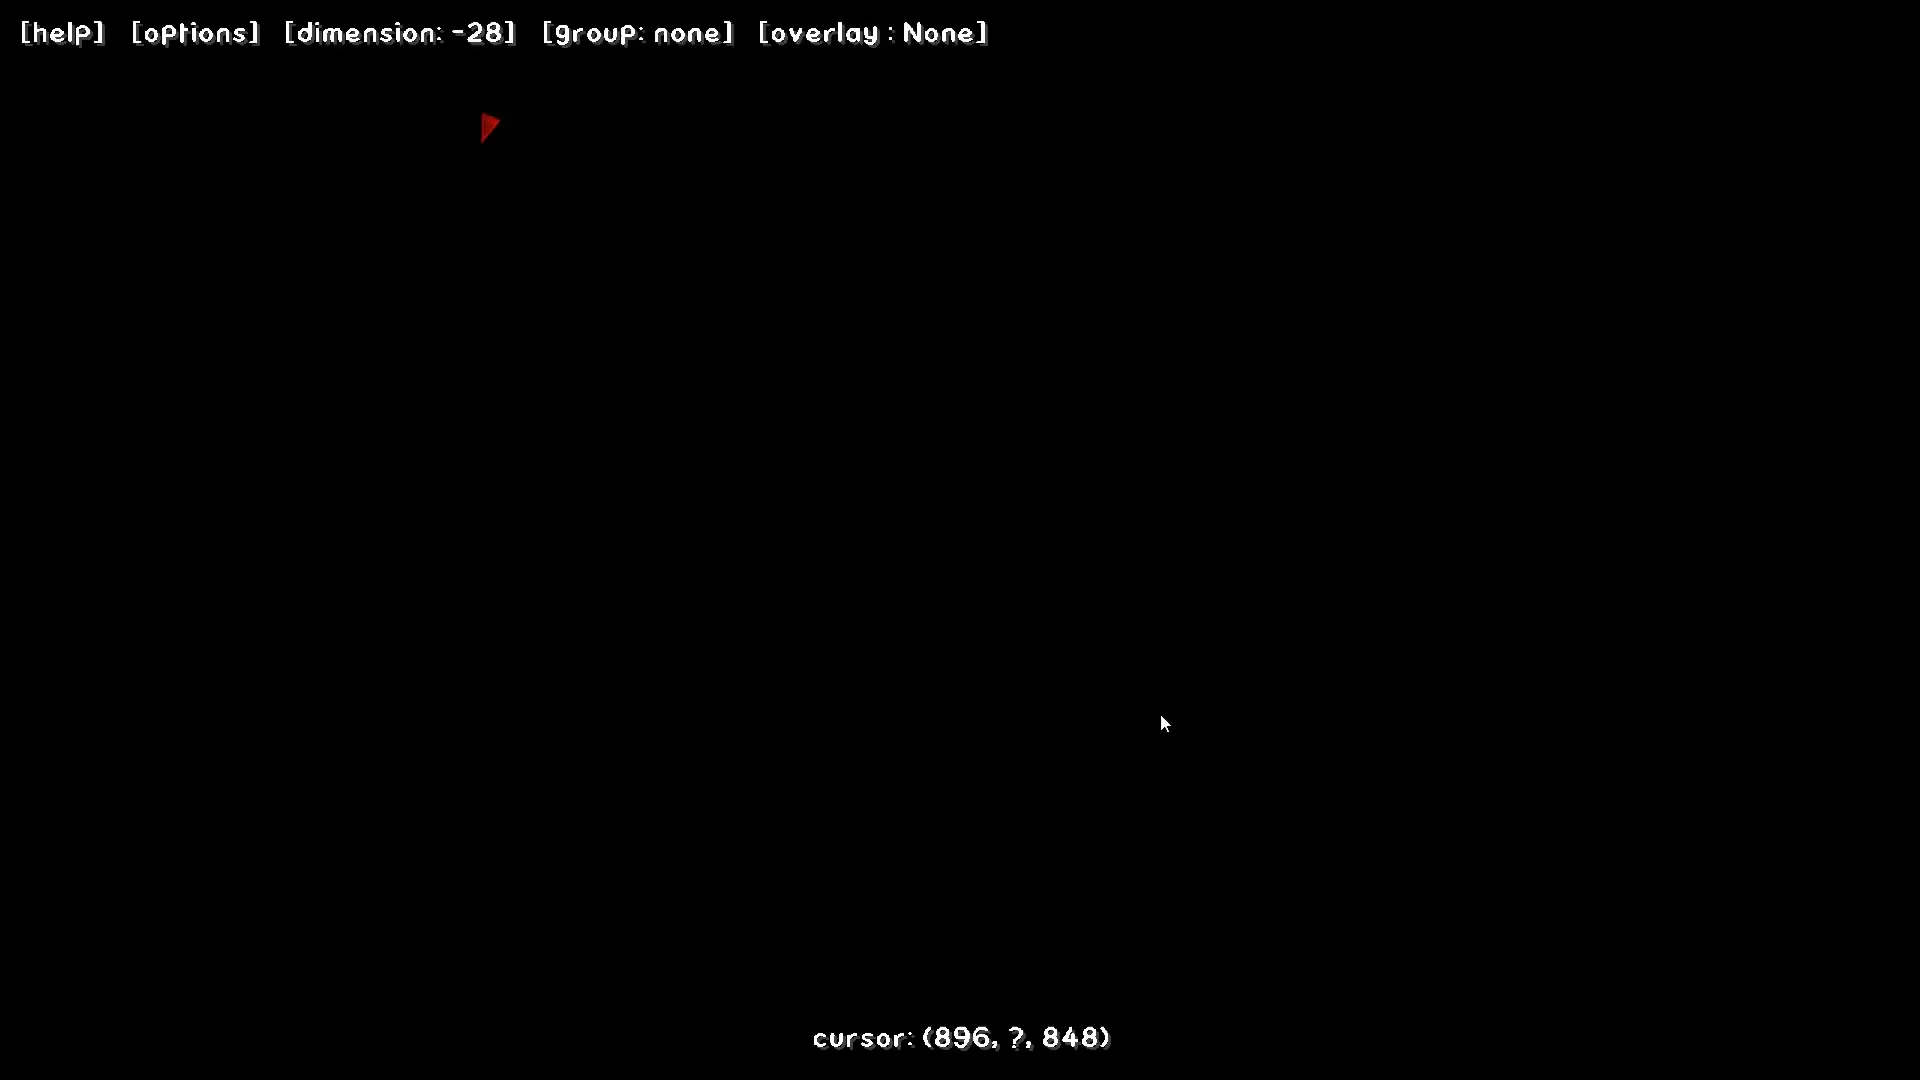 [help] [options] [dimension: -28] [group: none] [overlay : None]
cursor: (896, ?, 848)